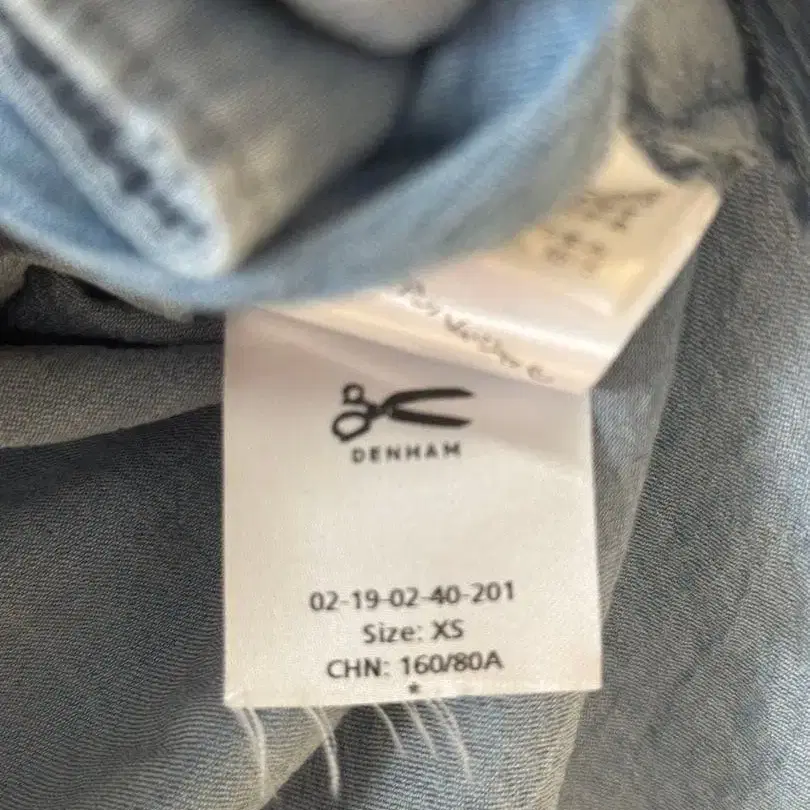 DENHAM
02-19-02-40-201
Size: XS
CHN: 160/80A
*